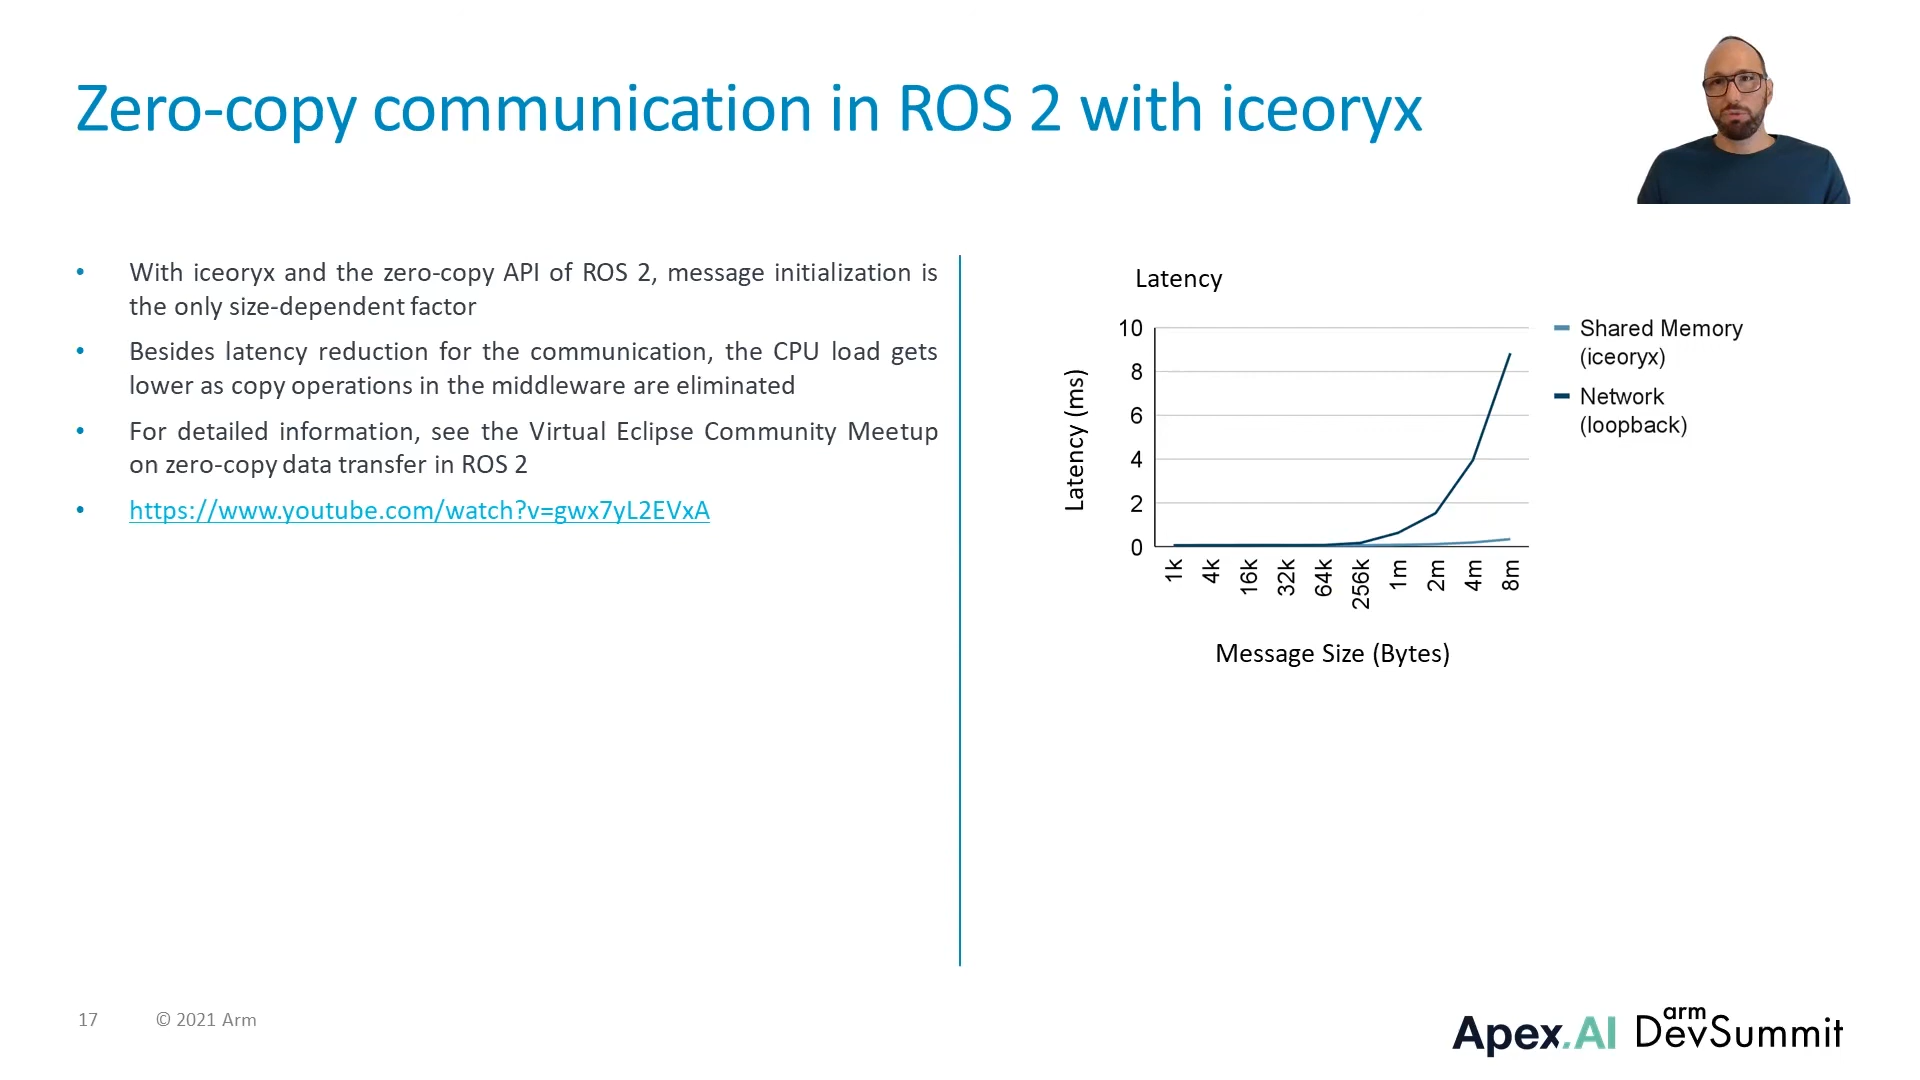 Zero-copy communication in ROS 2 with iceoryx
• With iceoryx and the zero-copy API of ROS 2, message initialization is
the only size-dependent factor
• Besides latency reduction for the communication, the CPU load gets
lower as copy operations in the middleware are eliminated
• For detailed information, see the Virtual Eclipse Community Meetup
on zero-copy data transfer in ROS 2
• https://www.youtube.com/watch?v=gwx7yL2EVxA
Latency
Latency (ms)
10
8
6
4
2
0
1k
4k
16k
32k
64k
256k
1m
2m
4m
8m
Message Size (Bytes)
Shared Memory
(iceoryx)
Network
(loopback)
17
© 2021 Arm
Apex.AI
arm
DevSummit